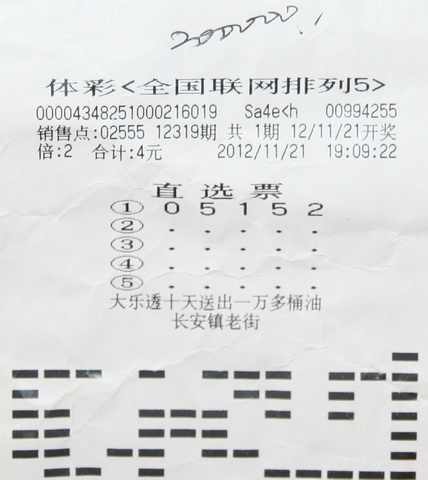 体彩<全国联网排列5>
00004348251000216019 Sa4e<h 00994255
销售点:02555 12319期 共 1期 12/11/21开奖
倍:2 合计:4元 2012/11/21 19:09:22
直选票
① 0 5 1 5 2
② . . . . .
③ . . . . .
④ . . . . .
⑤ . . . . .
大乐透十天送出一万多桶油
长安镇老街